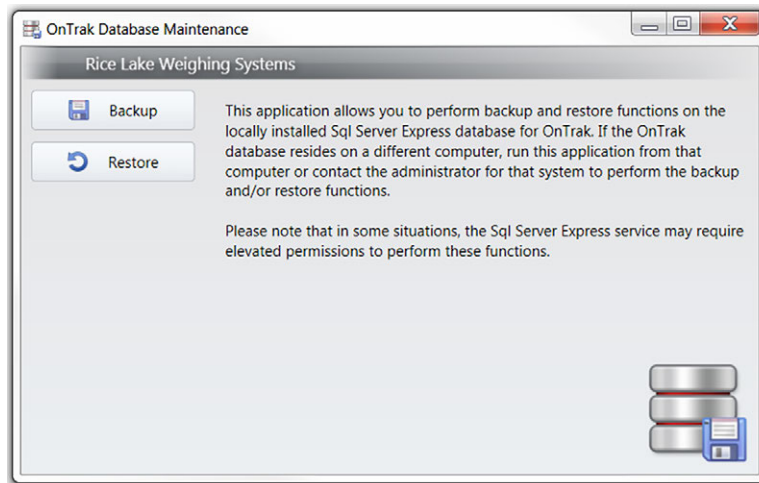 OnTrak Database Maintenance
Rice Lake Weighing Systems
Backup
Restore
This application allows you to perform backup and restore functions on the
locally installed Sql Server Express database for OnTrak. If the OnTrak
database resides on a different computer, run this application from that
computer or contact the administrator for that system to perform the backup
and/or restore functions.
Please note that in some situations, the Sql Server Express service may require
elevated permissions to perform these functions.